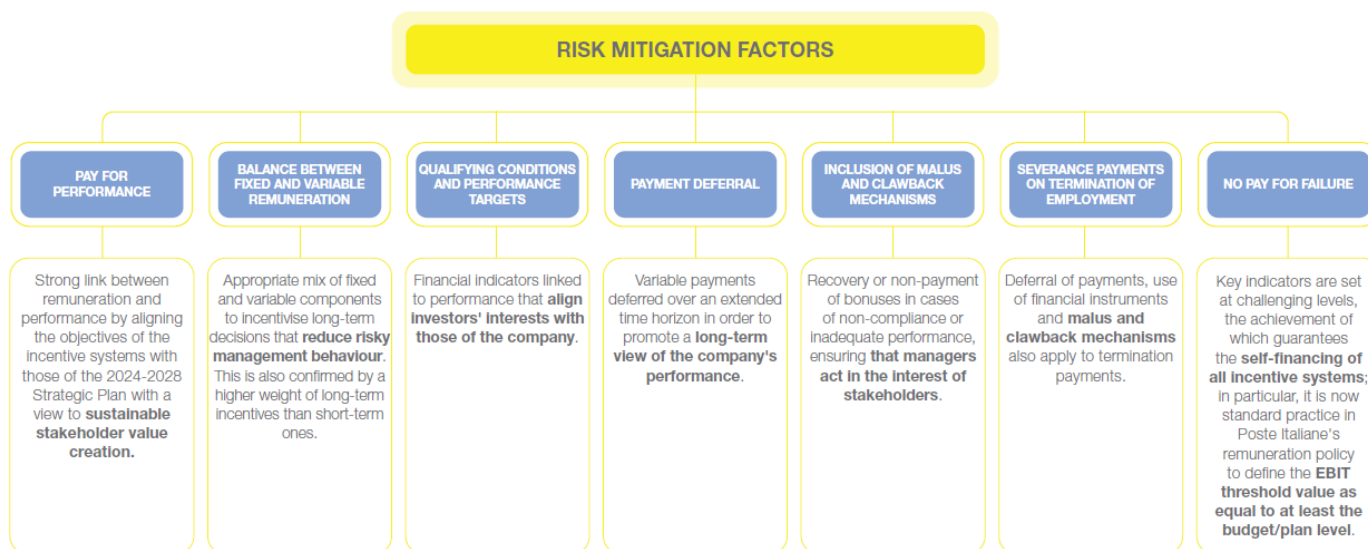 RISK MITIGATION FACTORS
PAY FOR
PERFORMANCE
Strong link between
remuneration and
performance by aligning
the objectives of the
incentive systems with
those of the 2024-2028
Strategic Plan with a
view to sustainable
stakeholder value
creation.
BALANCE BETWEEN
FIXED AND VARIABLE
REMUNERATION
Appropriate mix of fixed
and variable components
to incentivise long-term
decisions that reduce risky
management behaviour.
This is also confirmed by a
higher weight of long-term
incentives than short-term
ones.
QUALIFYING CONDITIONS
AND PERFORMANCE
TARGETS
Financial indicators linked
to performance that align
investors' interests with
those of the company.
PAYMENT DEFERRAL
Variable payments
deferred over an extended
time horizon in order to
promote a long-term
view of the company's
performance.
INCLUSION OF MALUS
AND CLAWBACK
MECHANISMS
Recovery or non-payment
of bonuses in cases
of non-compliance or
inadequate performance,
ensuring that managers
act in the interest of
stakeholders.
SEVERANCE PAYMENTS
ON TERMINATION OF
EMPLOYMENT
Deferral of payments, use
of financial instruments
and malus and
clawback mechanisms
also apply to termination
payments.
NO PAY FOR FAILURE
Key indicators are set
at challenging levels,
the achievement of
which guarantees
the self-financing of
all incentive systems;
in particular, it is now
standard practice in
Poste Italiane's
remuneration policy
to define the EBIT
threshold value as
equal to at least the
budget/plan level.